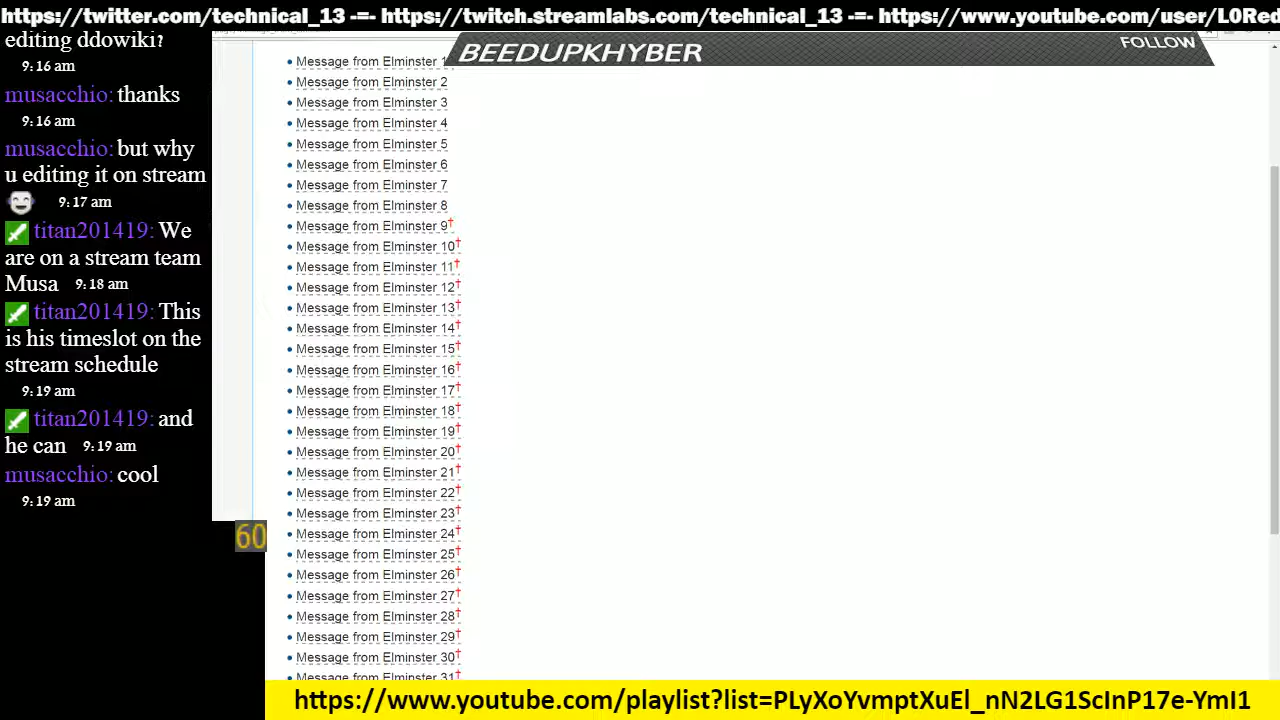 https://twitter.com/technical_13 -=- https://twitch.streamlabs.com/technical_13 -=- https://www.youtube.com/user/L0Red
editing ddowiki?
9:16 am
musacchio: thanks
9:16 am
musacchio: but why
u editing it on stream
9:17 am
titan201419: We
are on a stream team
Musa 9:18 am
titan201419: This
is his timeslot on the
stream schedule
9:19 am
titan201419: and
he can 9:19 am
musacchio: cool
9:19 am
60
BEEDUPKHYBER
FOLLOW
Message from Elminster 1
Message from Elminster 2
Message from Elminster 3
Message from Elminster 4
Message from Elminster 5
Message from Elminster 6
Message from Elminster 7
Message from Elminster 8
Message from Elminster 9†
Message from Elminster 10†
Message from Elminster 11†
Message from Elminster 12†
Message from Elminster 13†
Message from Elminster 14†
Message from Elminster 15†
Message from Elminster 16†
Message from Elminster 17†
Message from Elminster 18†
Message from Elminster 19†
Message from Elminster 20†
Message from Elminster 21†
Message from Elminster 22†
Message from Elminster 23†
Message from Elminster 24†
Message from Elminster 25†
Message from Elminster 26†
Message from Elminster 27†
Message from Elminster 28†
Message from Elminster 29†
Message from Elminster 30†
Message from Elminster 31†
https://www.youtube.com/playlist?list=PLyXoYvmptXuEl_nN2LG1ScInP17e-YmI1